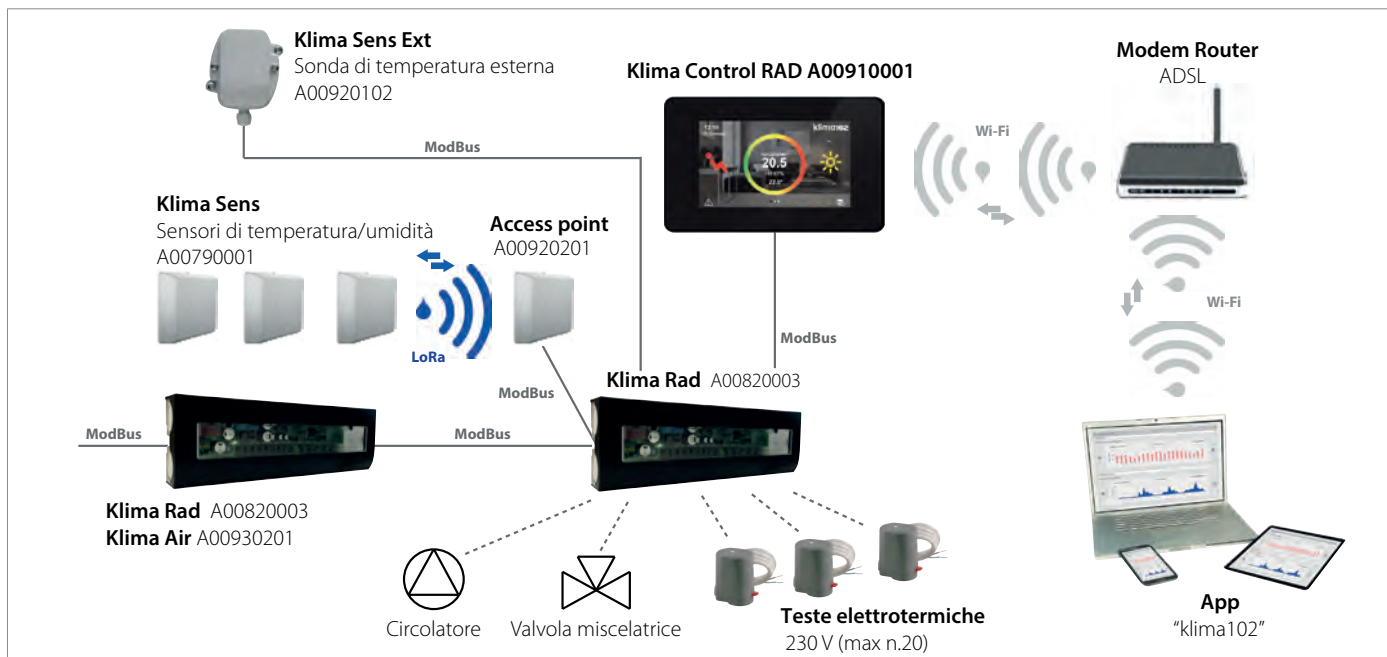 Klima Sens Ext
Sonda di temperatura esterna
A00920102
Klima Control RAD A00910001
Modem Router
ADSL
ModBus
Wi-Fi
klima102
20.5
Klima Sens
Sensori di temperatura/umidità
A00790001
Access point
A00920201
LoRa
Wi-Fi
ModBus
Klima Rad A00820003
ModBus
ModBus
ModBus
Klima Rad A00820003
Klima Air A00930201
Circolatore
Valvola miscelatrice
Teste elettrotermiche
230 V (max n.20)
App
“klima102”